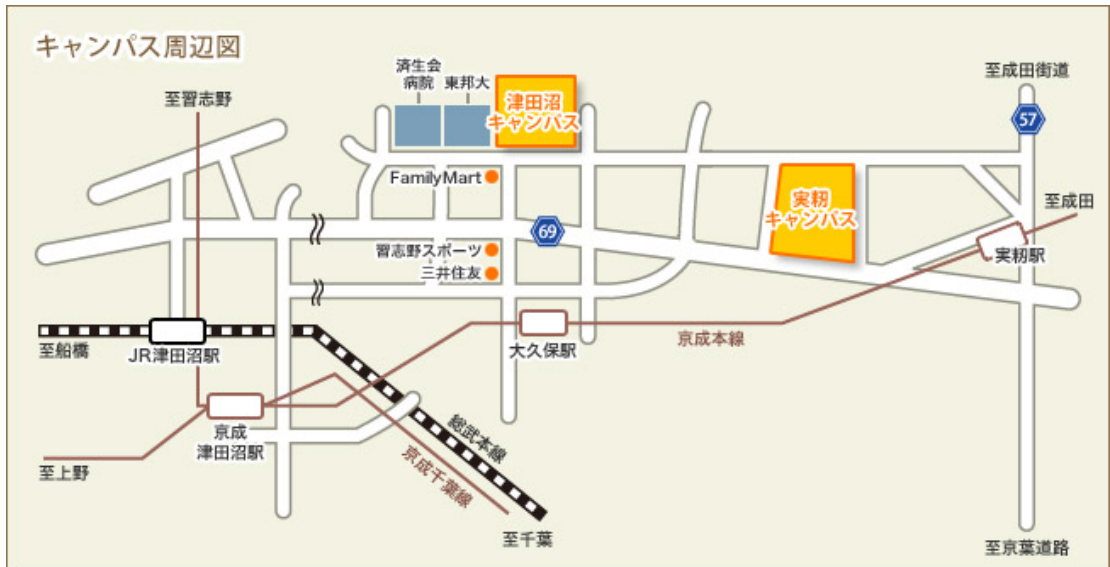 キャンパス周辺図
済生会
病院
東邦大
津田沼
キャンパス
至成田街道
57
至習志野
FamilyMart
実籾
キャンパス
至成田
69
習志野スポーツ
三井住友
実籾駅
至船橋
JR津田沼駅
大久保駅
京成本線
京成
津田沼駅
総武本線
京成千葉線
至上野
至千葉
至京葉道路